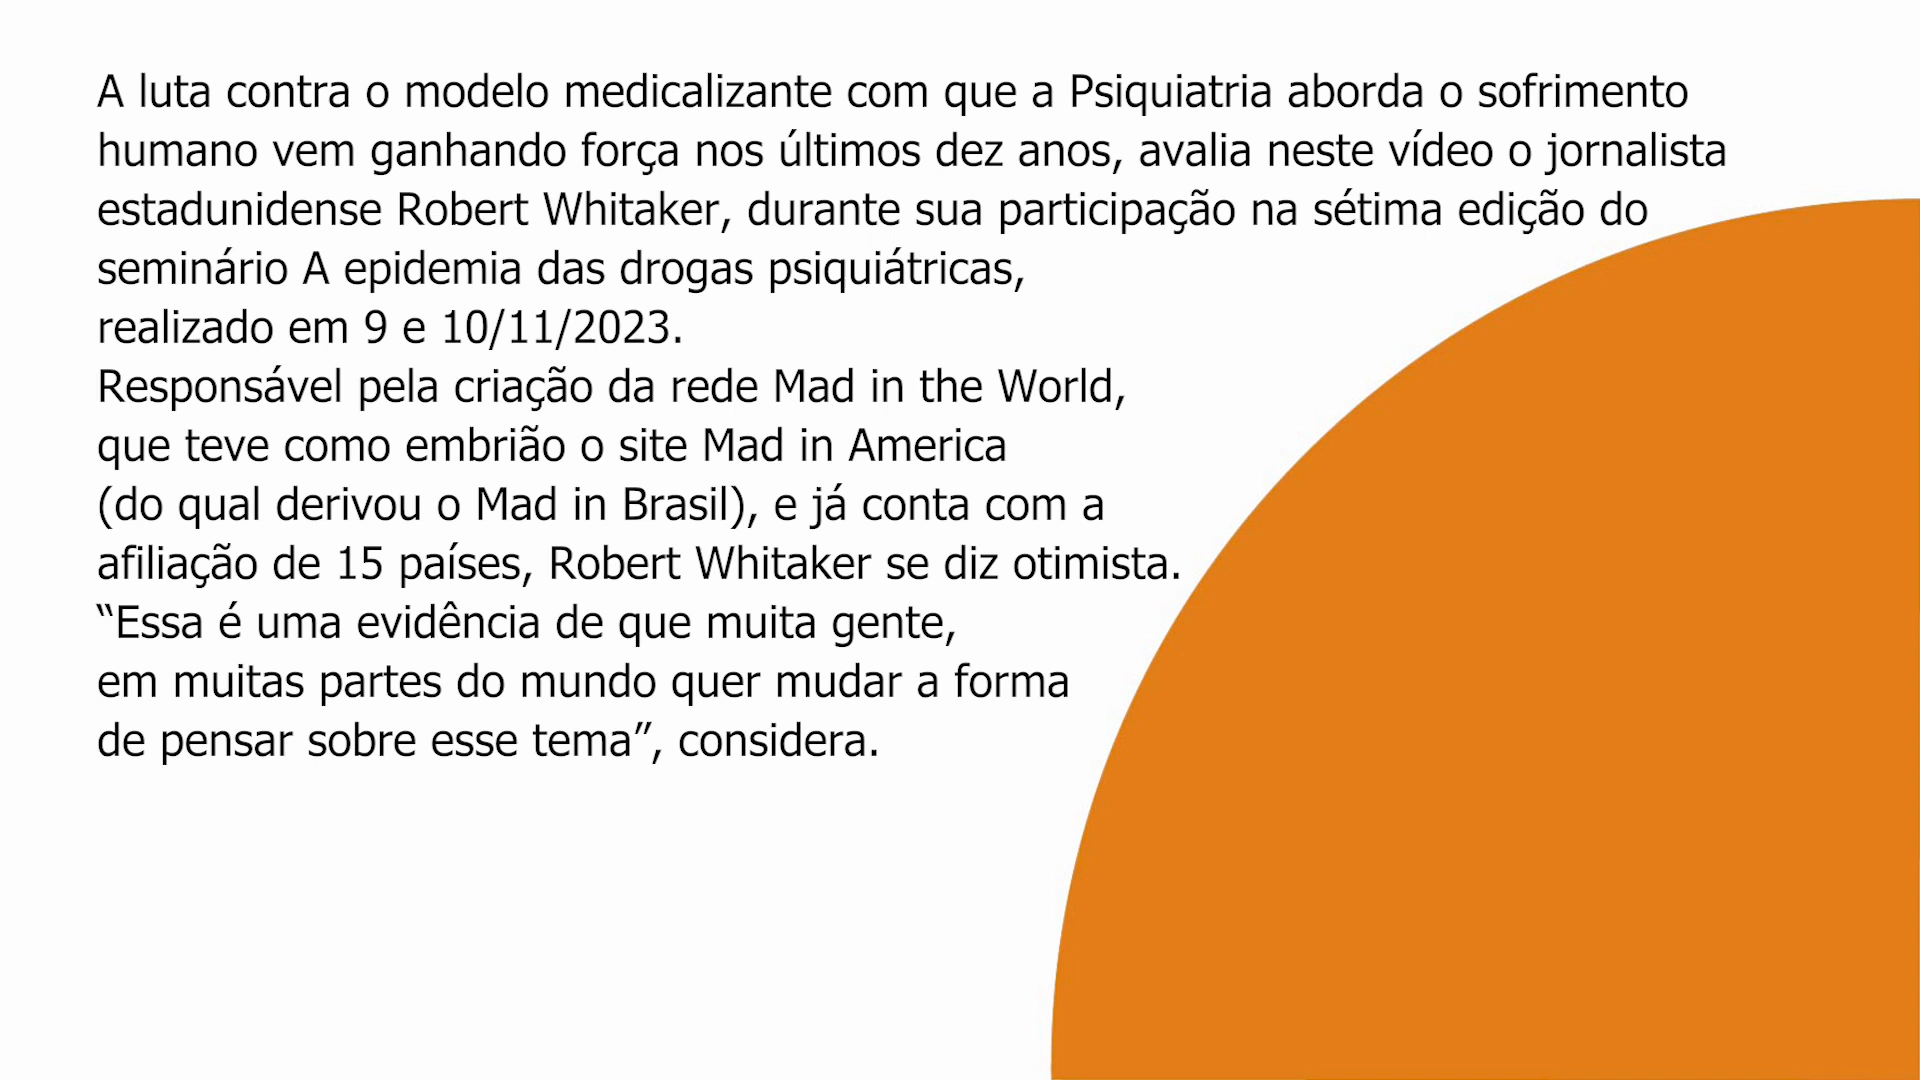 A luta contra o modelo medicalizante com que a Psiquiatria aborda o sofrimento
humano vem ganhando força nos últimos dez anos, avalia neste vídeo o jornalista
estadunidense Robert Whitaker, durante sua participação na sétima edição do
seminário A epidemia das drogas psiquiátricas,
realizado em 9 e 10/11/2023.
Responsável pela criação da rede Mad in the World,
que teve como embrião o site Mad in America
(do qual derivou o Mad in Brasil), e já conta com a
afiliação de 15 países, Robert Whitaker se diz otimista.
“Essa é uma evidência de que muita gente,
em muitas partes do mundo quer mudar a forma
de pensar sobre esse tema”, considera.